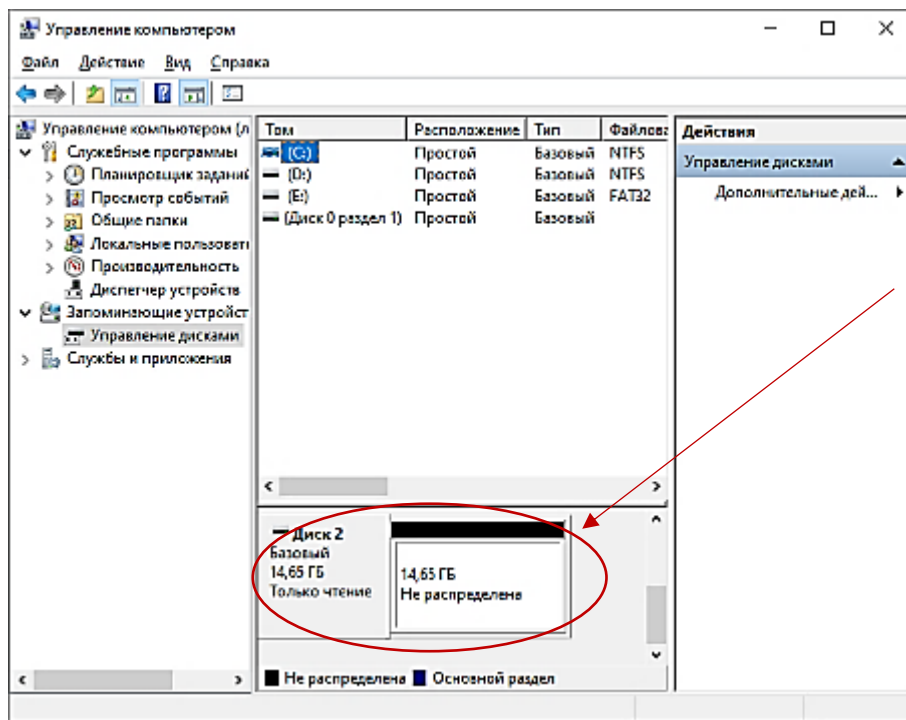 Управление компьютером
Файл Действие Вид Справка
Управление компьютером (л
Служебные программы
Планировщик заданий
Просмотр событий
Общие папки
Локальные пользовате
Производительность
Диспетчер устройств
Запоминающие устройст
Управление дисками
Службы и приложения
Том Расположение Тип Файлова
(C:) Простой Базовый NTFS
(D:) Простой Базовый NTFS
(E:) Простой Базовый FAT32
(Диск 0 раздел 1) Простой Базовый
Диск 2
Базовый
14,65 ГБ
Только чтение
14,65 ГБ
Не распределена
Не распределена Основной раздел
Действия
Управление дисками
Дополнительные дей...